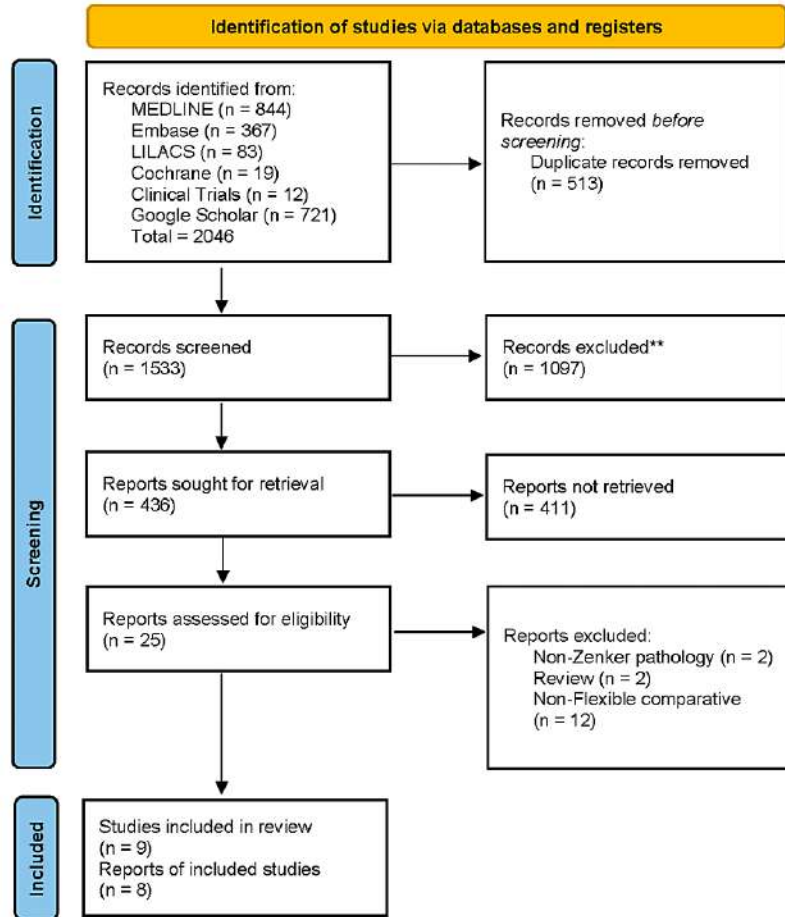 Identification of studies via databases and registers
Identification
Records identified from:
MEDLINE (n = 844)
Embase (n = 367)
LILACS (n = 83)
Cochrane (n = 19)
Clinical Trials (n = 12)
Google Scholar (n = 721)
Total = 2046
Records removed before
screening:
Duplicate records removed
(n = 513)
Screening
Records screened
(n = 1533)
Records excluded**
(n = 1097)
Reports sought for retrieval
(n = 436)
Reports not retrieved
(n = 411)
Reports assessed for eligibility
(n = 25)
Reports excluded:
Non-Zenker pathology (n = 2)
Review (n = 2)
Non-Flexible comparative
(n = 12)
Included
Studies included in review
(n = 9)
Reports of included studies
(n = 8)